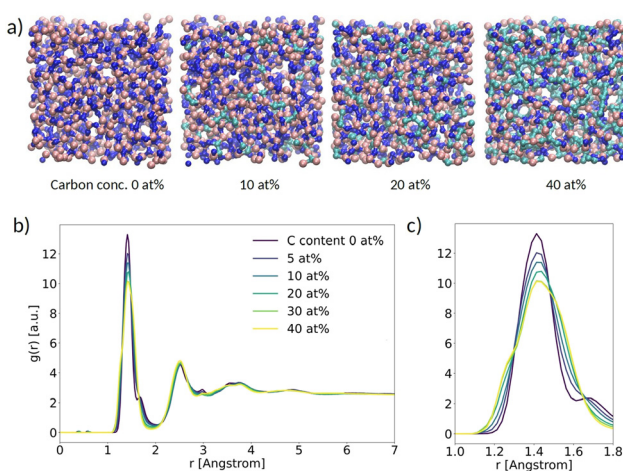 a)
Carbon conc. 0 at% 10 at% 20 at% 40 at%
b)
c)
C content 0 at%
5 at%
10 at%
20 at%
30 at%
40 at%
g(r) [a.u.]
12
10
8
6
4
2
0
0 1 2 3 4 5 6 7
r [Angstrom]
12
10
8
6
4
2
0
1.0 1.2 1.4 1.6 1.8
r [Angstrom]